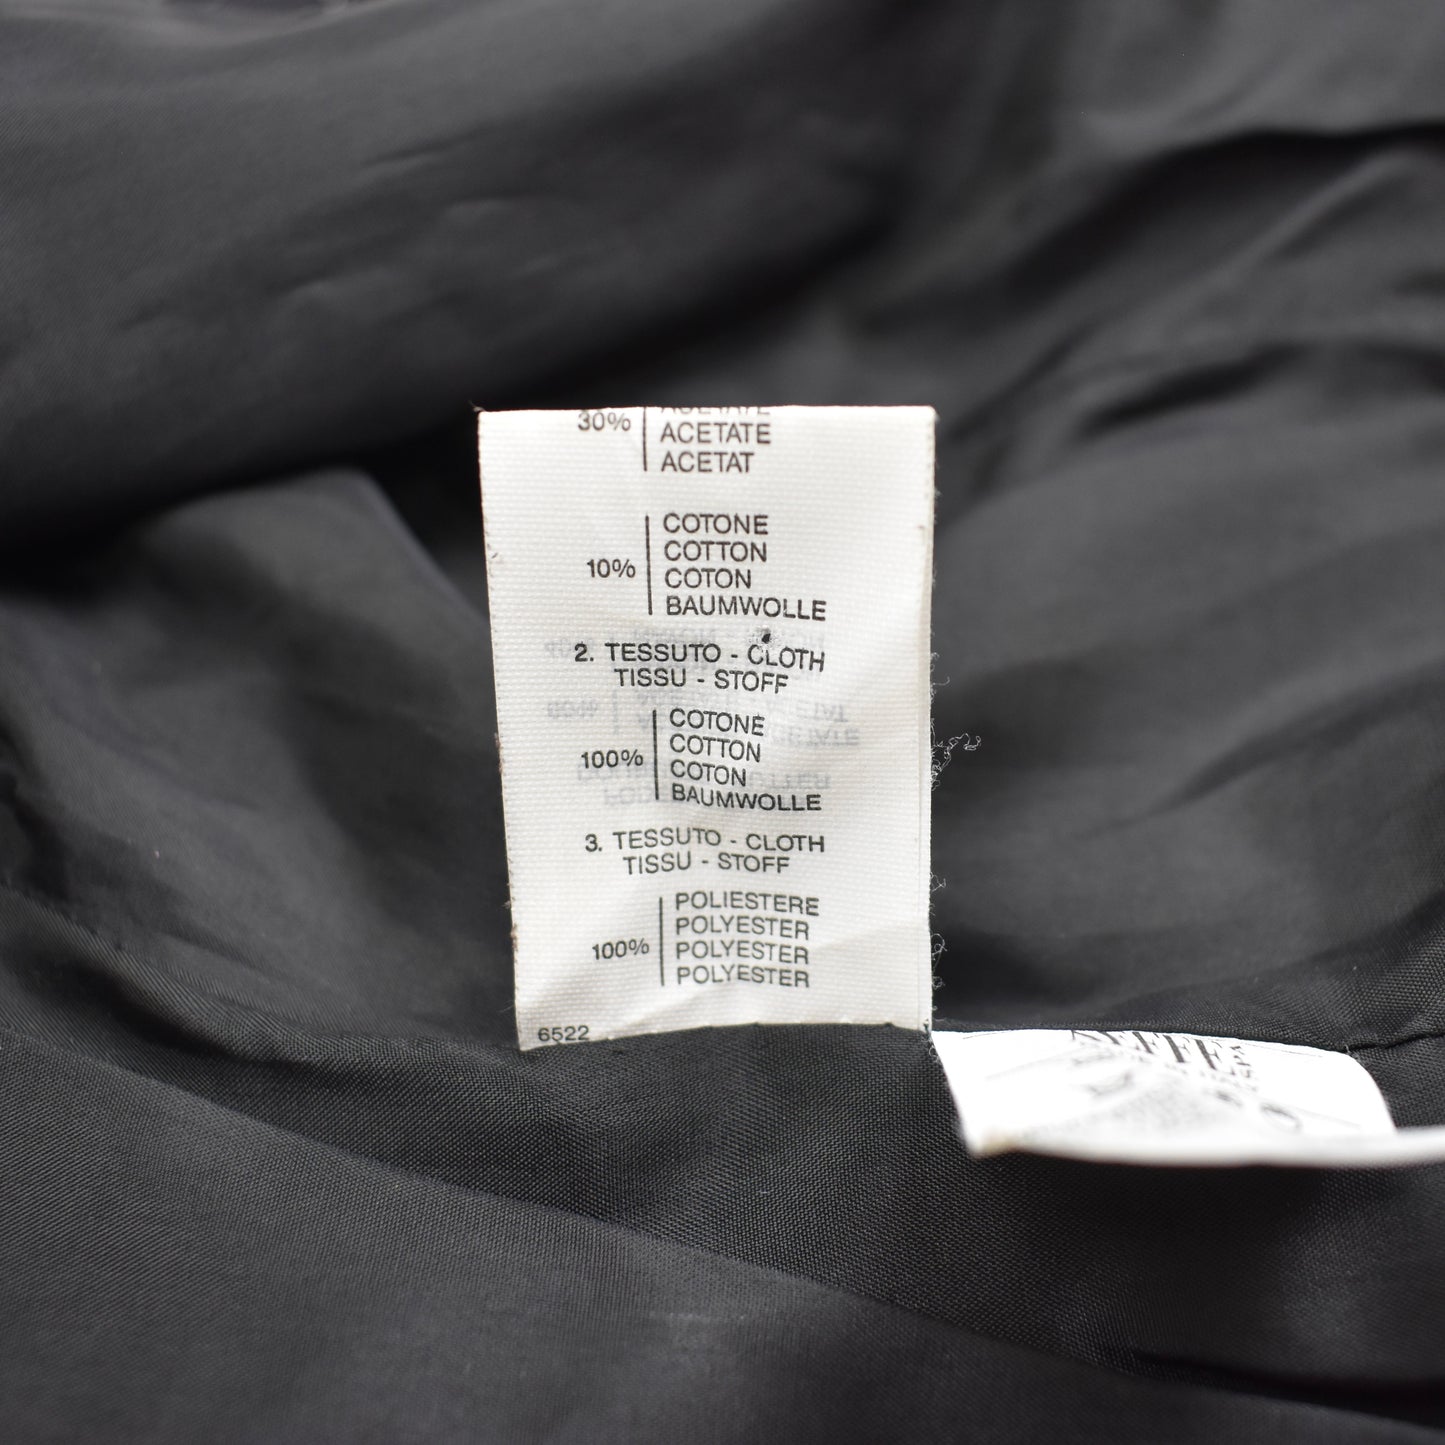 30%
ACETATE
ACETATE
ACETAT
10%
COTONE
COTTON
COTON
BAUMWOLLE
2. TESSUTO - CLOTH
TISSU - STOFF
100%
COTONE
COTTON
COTON
BAUMWOLLE
3. TESSUTO - CLOTH
TISSU - STOFF
100%
POLIESTERE
POLYESTER
POLYESTER
POLYESTER
6522